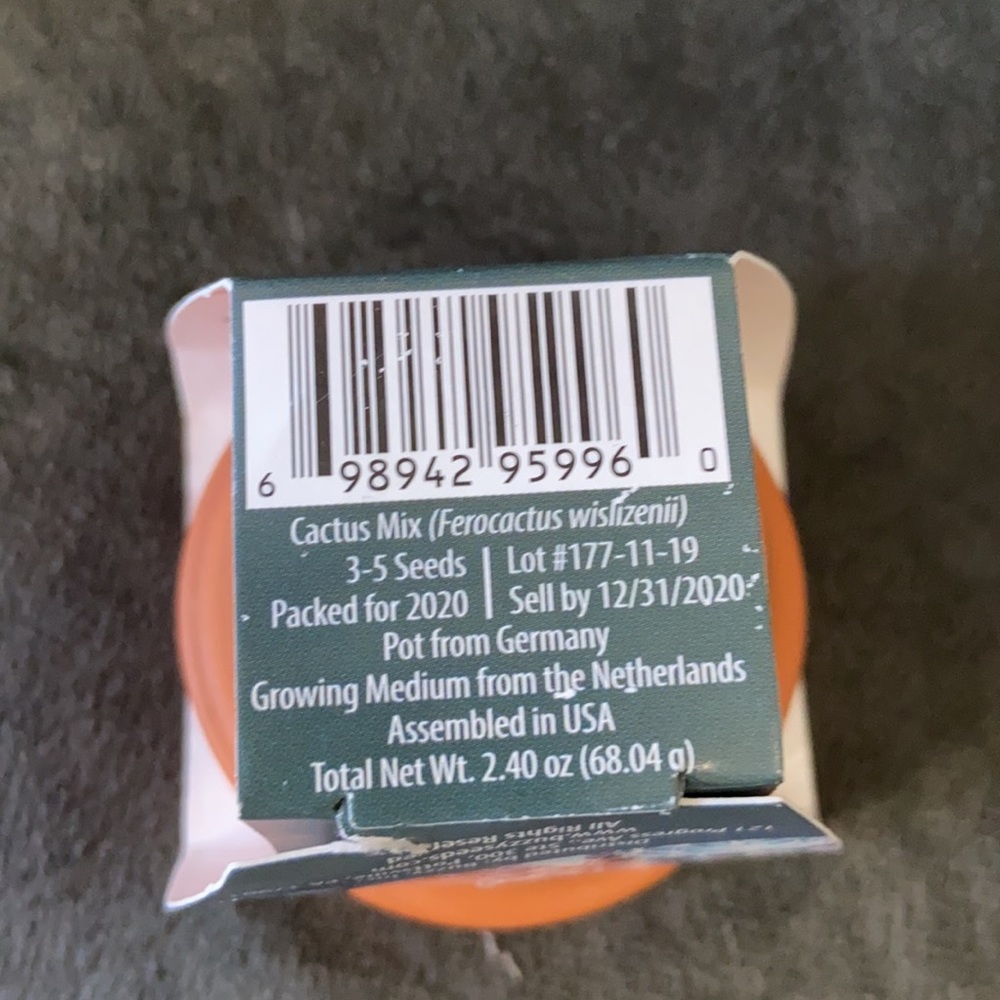 6 98942 95996 0
Cactus Mix (Ferocactus wislizenii)
3-5 Seeds | Lot #177-11-19
Packed for 2020 | Sell by 12/31/2020
Pot from Germany
Growing Medium from the Netherlands
Assembled in USA
Total Net Wt. 2.40 oz (68.04 g)
All Rights
121 Progress